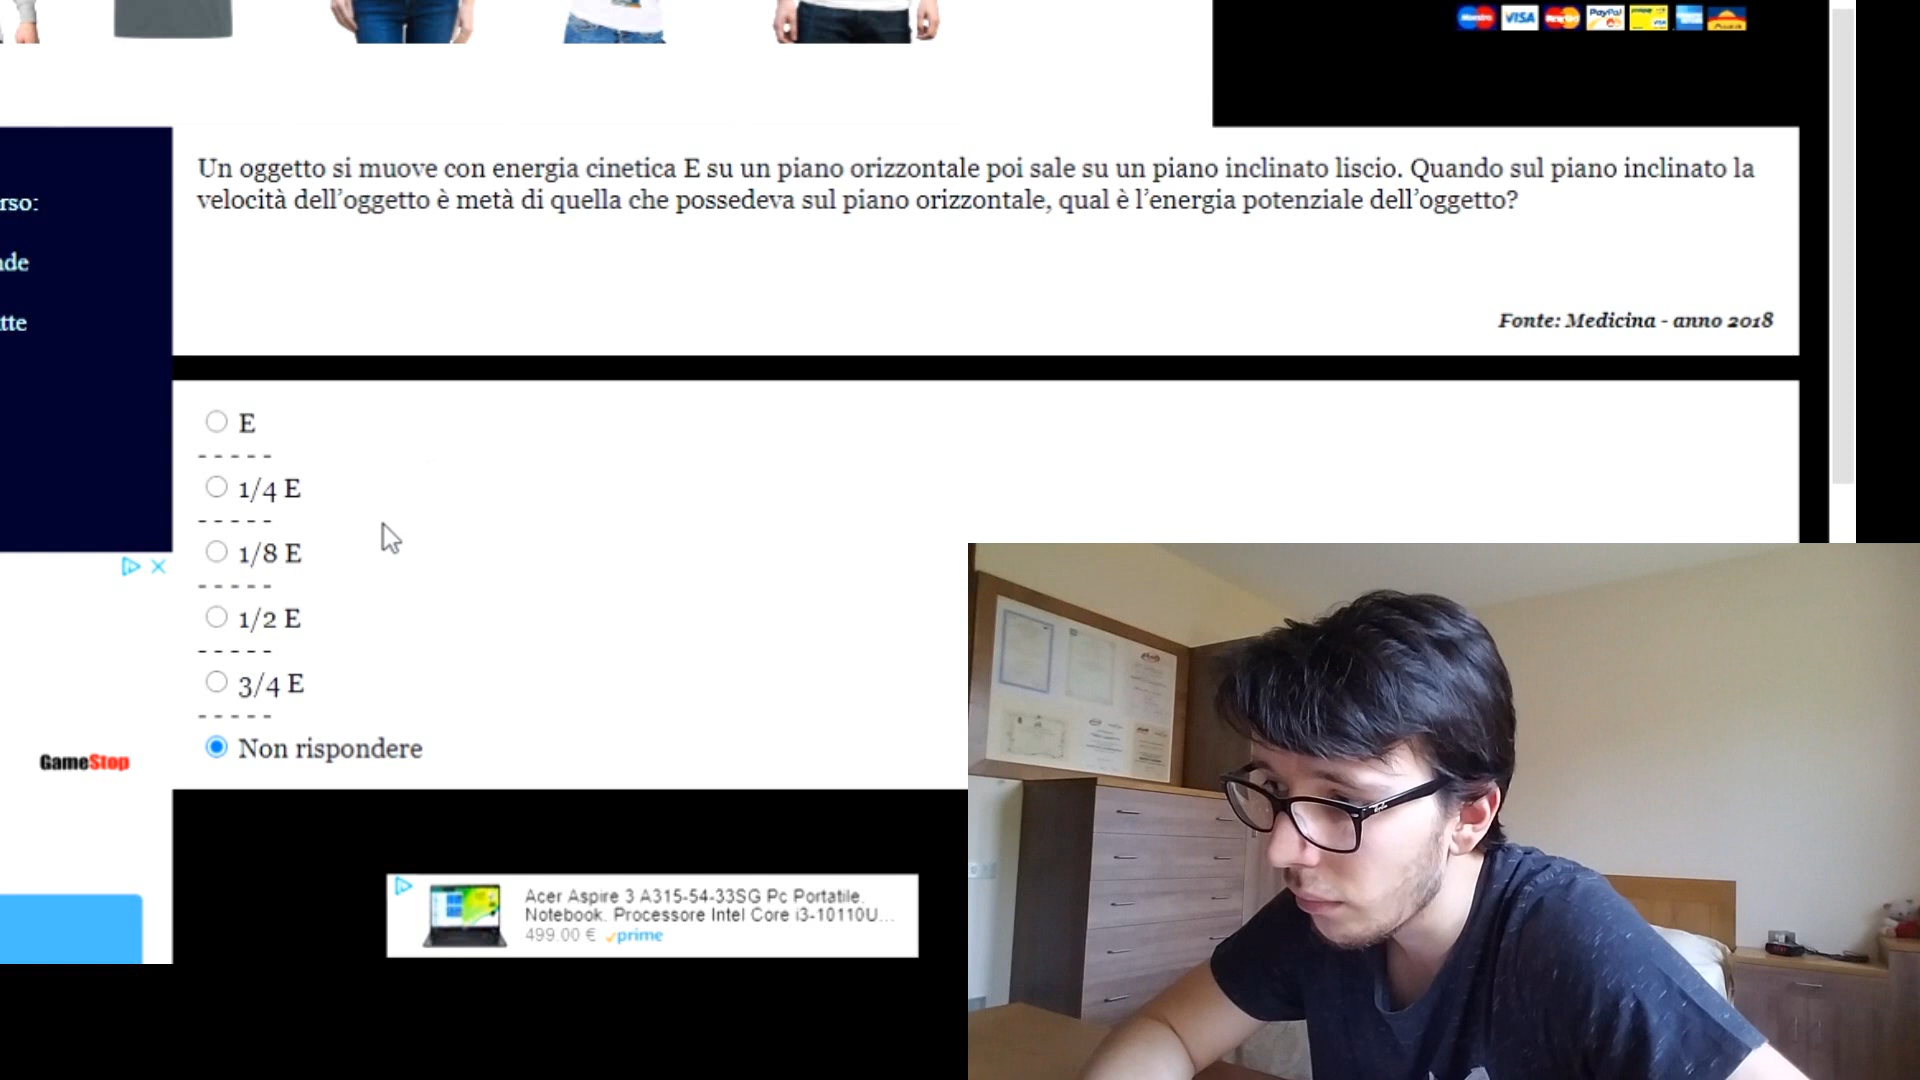 PayPal
VISA
Un oggetto si muove con energia cinetica E su un piano orizzontale poi sale su un piano inclinato liscio. Quando sul piano inclinato la
velocità dell'oggetto è metà di quella che possedeva sul piano orizzontale, qual è l'energia potenziale dell'oggetto?
rso:
nde
tte
Fonte: Medicina - anno 2018
E
- - - - -
1/4 E
- - - - -
1/8 E
- - - - -
1/2 E
- - - - -
3/4 E
- - - - -
Non rispondere
GameStop
Acer Aspire 3 A315-54-33SG Pc Portatile,
Notebook, Processore Intel Core i3-10110U...
499.00 € prime